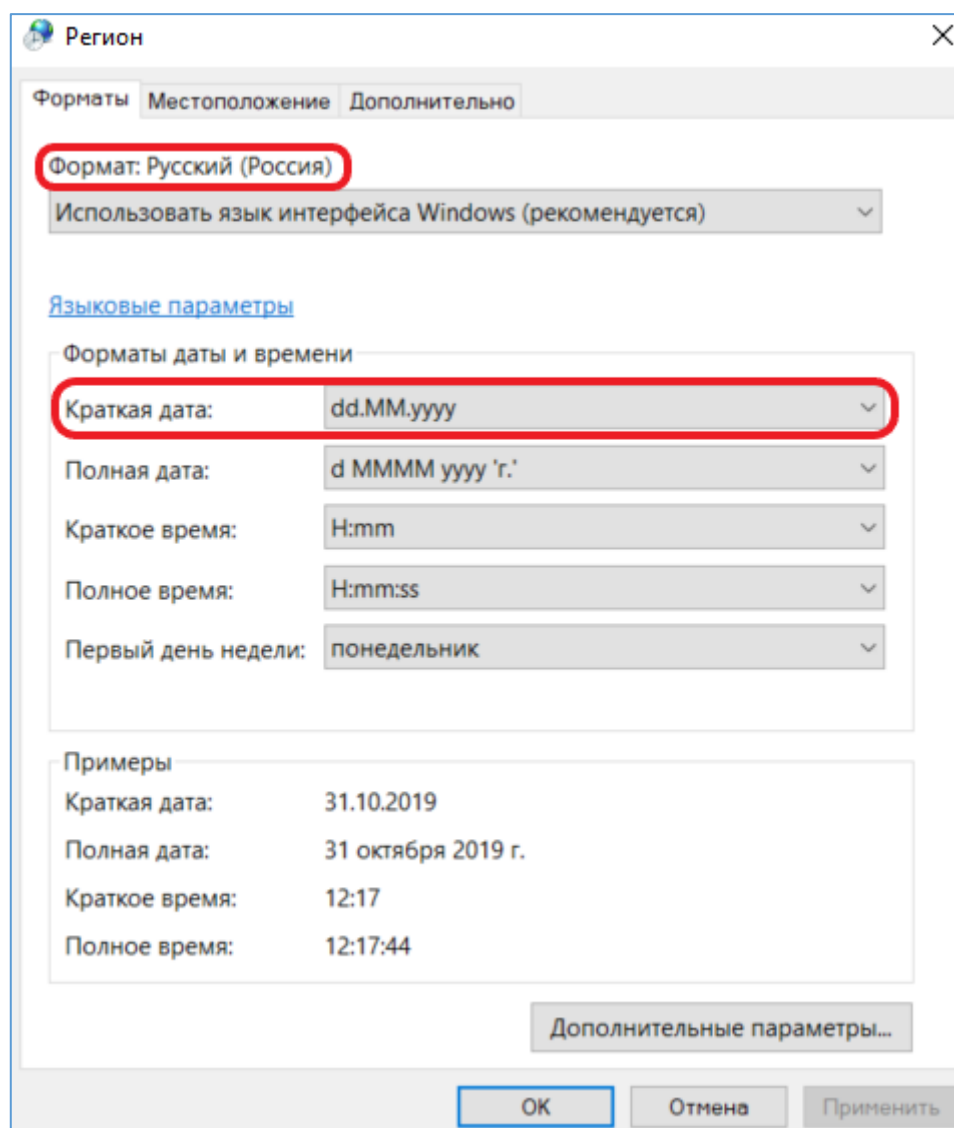 Регион
Форматы Местоположение Дополнительно
Формат: Русский (Россия)
Использовать язык интерфейса Windows (рекомендуется)
Языковые параметры
Форматы даты и времени
Краткая дата: dd.MM.yyyy
Полная дата: d MMMM yyyy 'г.'
Краткое время: H:mm
Полное время: H:mm:ss
Первый день недели: понедельник
Примеры
Краткая дата: 31.10.2019
Полная дата: 31 октября 2019 г.
Краткое время: 12:17
Полное время: 12:17:44
Дополнительные параметры...
ОК Отмена Применить